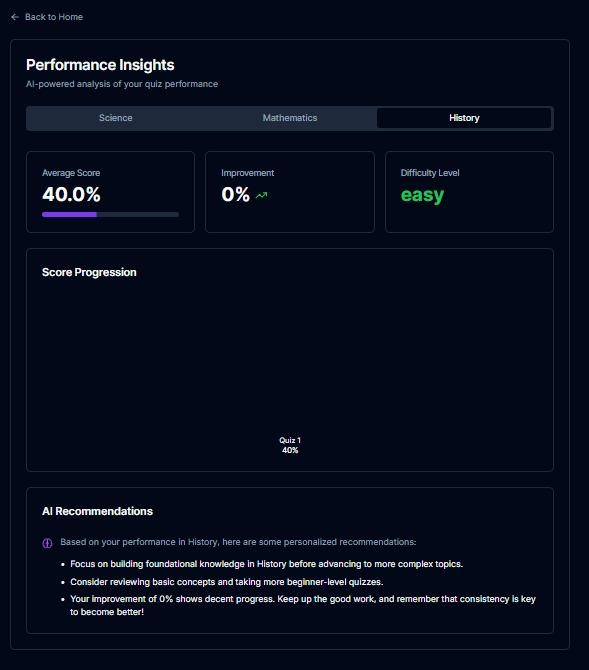 Back to Home
Performance Insights
AI-powered analysis of your quiz performance
Science Mathematics History
Average Score
40.0%
Improvement
0%
Difficulty Level
easy
Score Progression
Quiz 1
40%
AI Recommendations
Based on your performance in History, here are some personalized recommendations:
• Focus on building foundational knowledge in History before advancing to more complex topics.
• Consider reviewing basic concepts and taking more beginner-level quizzes.
• Your improvement of 0% shows decent progress. Keep up the good work, and remember that consistency is key
to become better!